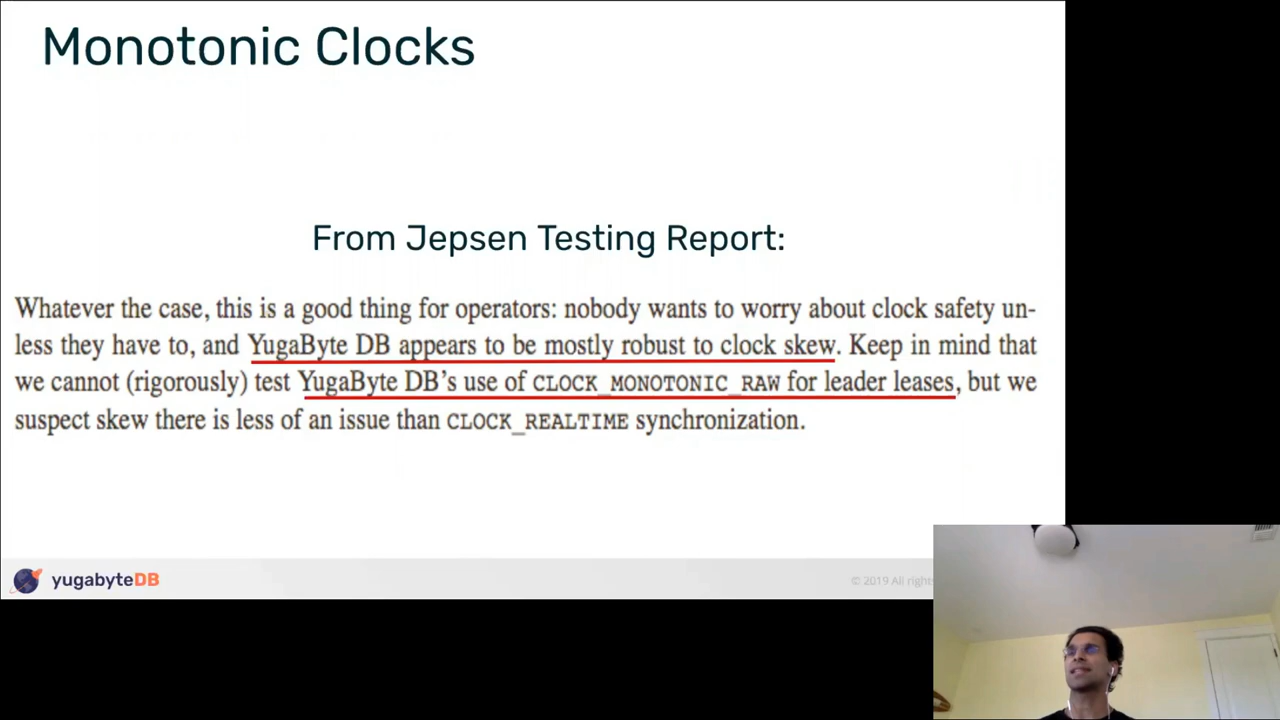 Monotonic Clocks
From Jepsen Testing Report:
Whatever the case, this is a good thing for operators: nobody wants to worry about clock safety un-
less they have to, and YugaByte DB appears to be mostly robust to clock skew. Keep in mind that
we cannot (rigorously) test YugaByte DB's use of CLOCK_MONOTONIC_RAW for leader leases, but we
suspect skew there is less of an issue than CLOCK_REALTIME synchronization.
yugabyteDB
© 2019 All rights